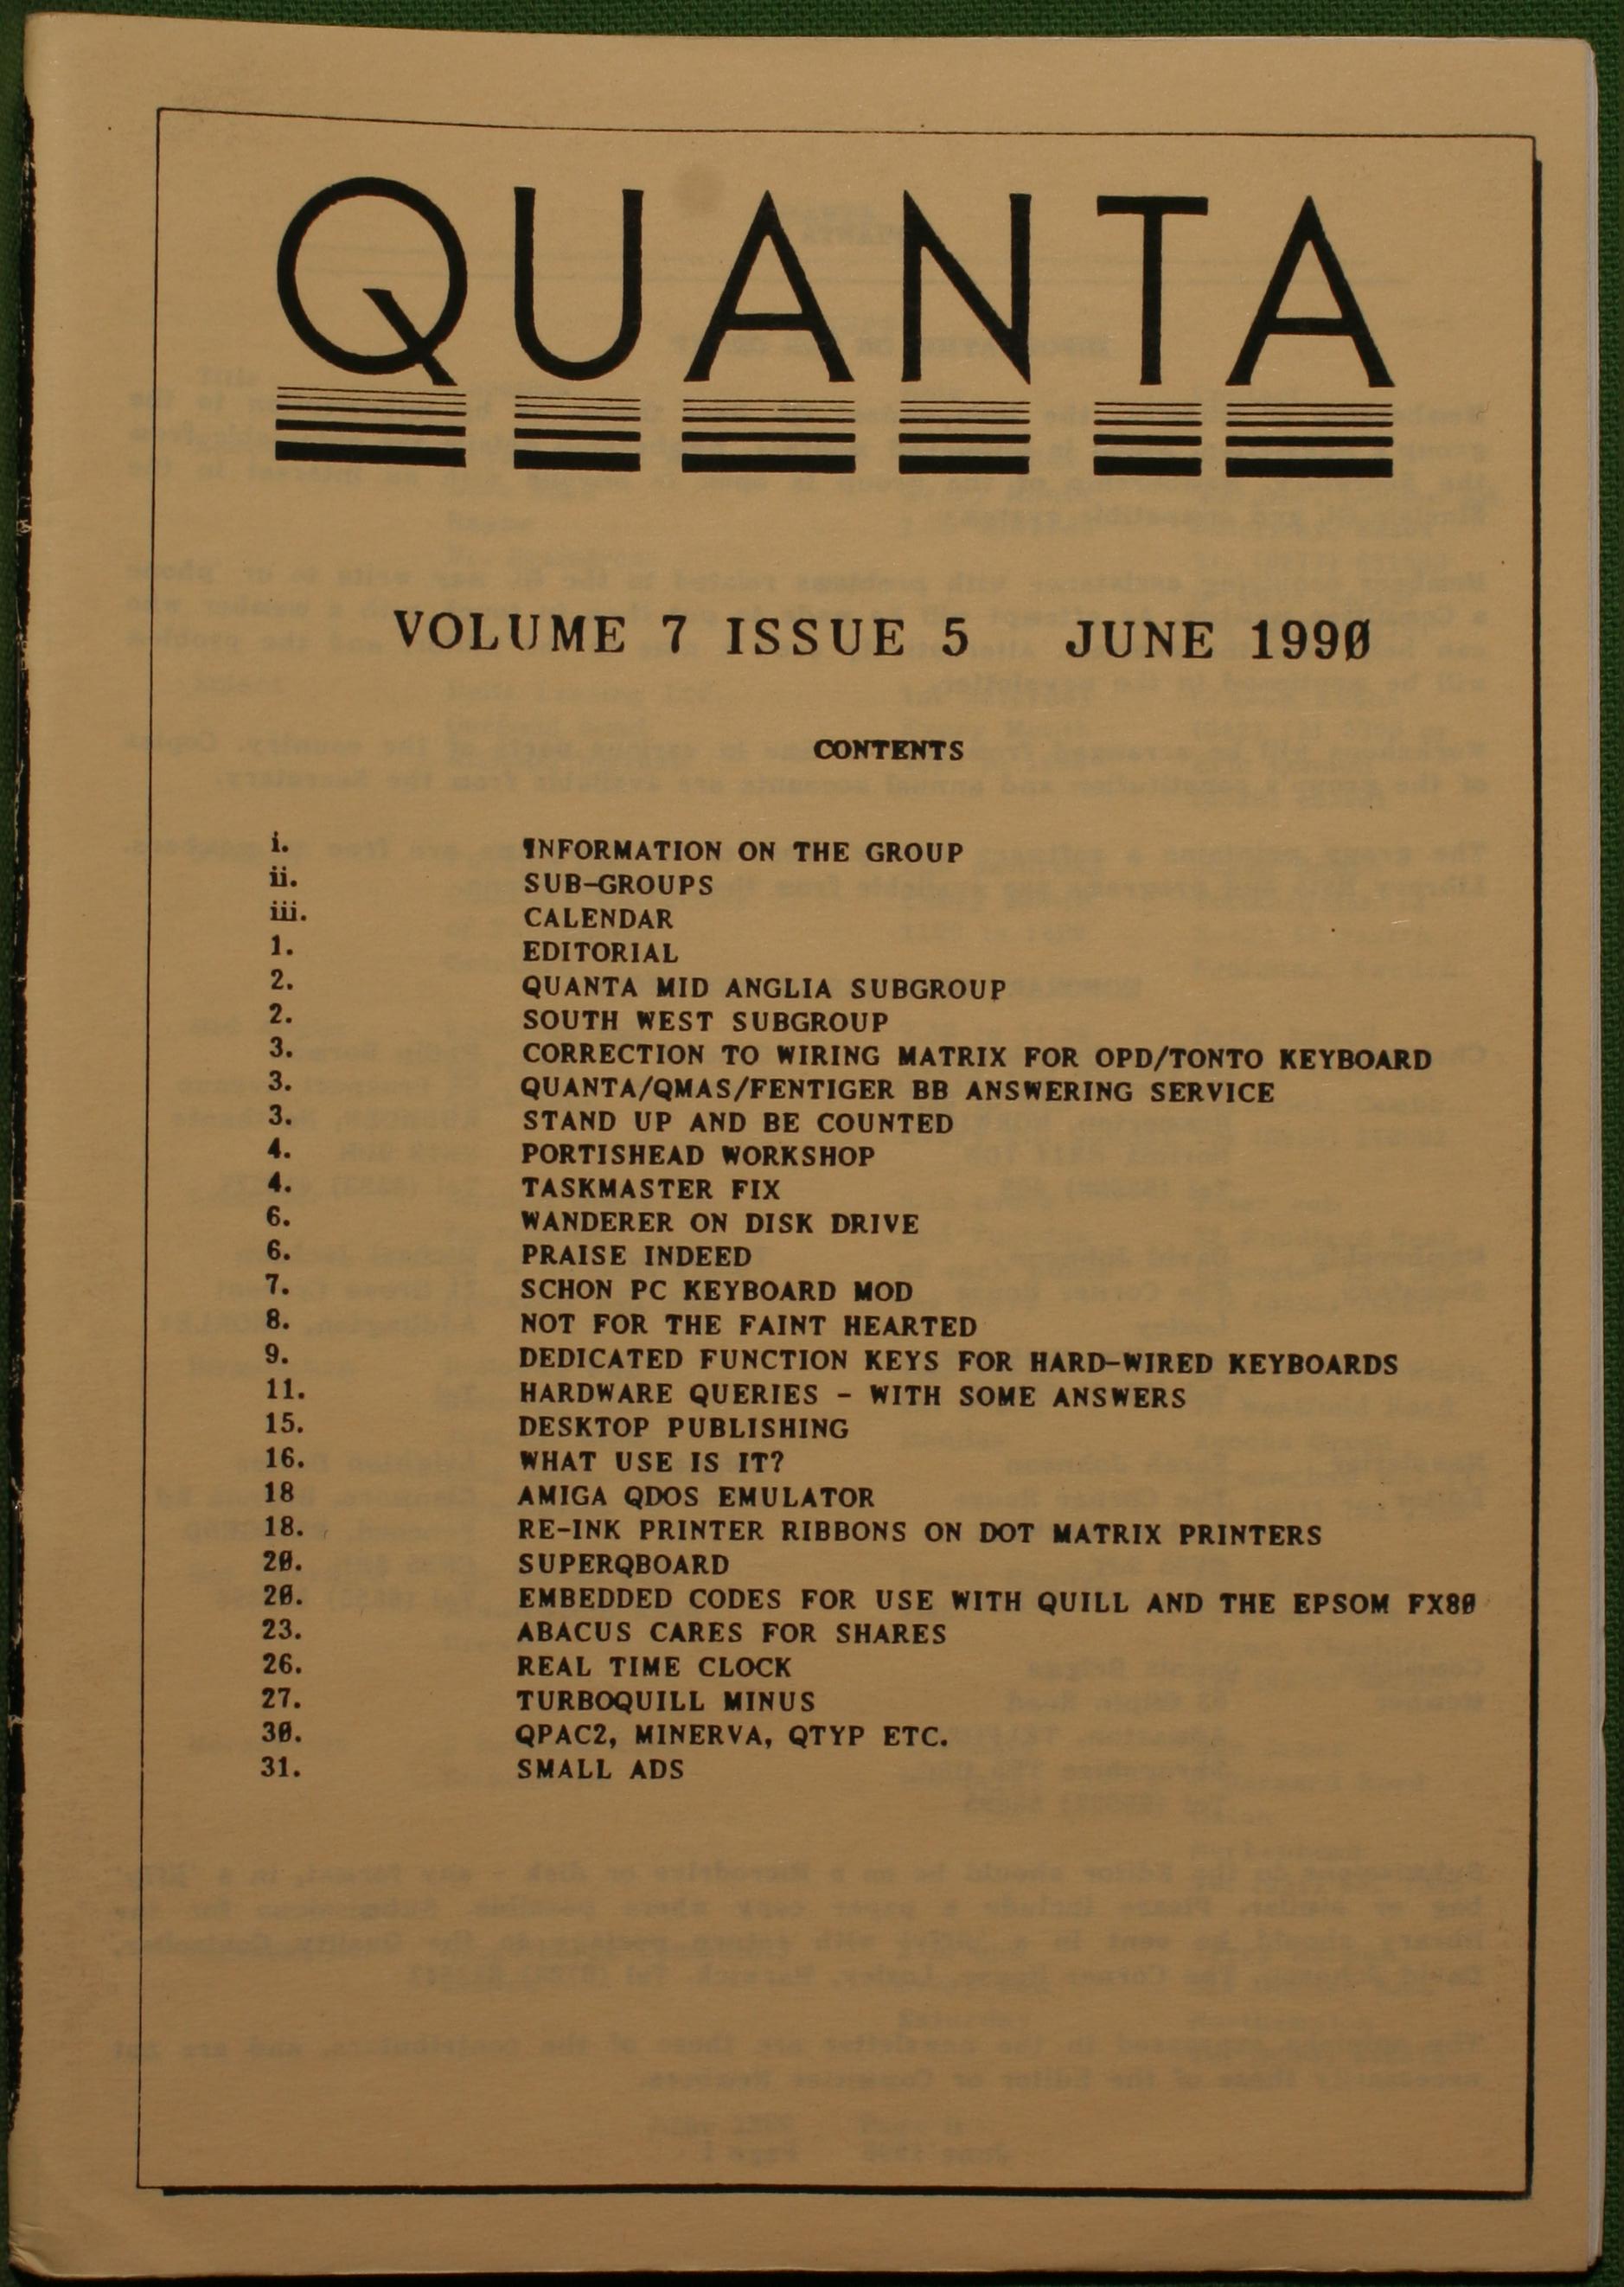 QUANTA
VOLUME 7 ISSUE 5 JUNE 1990
CONTENTS
i. INFORMATION ON THE GROUP
ii. SUB-GROUPS
iii. CALENDAR
1. EDITORIAL
2. QUANTA MID ANGLIA SUBGROUP
2. SOUTH WEST SUBGROUP
3. CORRECTION TO WIRING MATRIX FOR OPD/TONTO KEYBOARD
3. QUANTA/QMAS/FENTIGER BB ANSWERING SERVICE
3. STAND UP AND BE COUNTED
4. PORTISHEAD WORKSHOP
4. TASKMASTER FIX
6. WANDERER ON DISK DRIVE
6. PRAISE INDEED
7. SCHON PC KEYBOARD MOD
8. NOT FOR THE FAINT HEARTED
9. DEDICATED FUNCTION KEYS FOR HARD-WIRED KEYBOARDS
11. HARDWARE QUERIES - WITH SOME ANSWERS
15. DESKTOP PUBLISHING
16. WHAT USE IS IT?
18 AMIGA QDOS EMULATOR
18. RE-INK PRINTER RIBBONS ON DOT MATRIX PRINTERS
20. SUPERQBOARD
20. EMBEDDED CODES FOR USE WITH QUILL AND THE EPSOM FX80
23. ABACUS CARES FOR SHARES
26. REAL TIME CLOCK
27. TURBOQUILL MINUS
30. QPAC2, MINERVA, QTYP ETC.
31. SMALL ADS